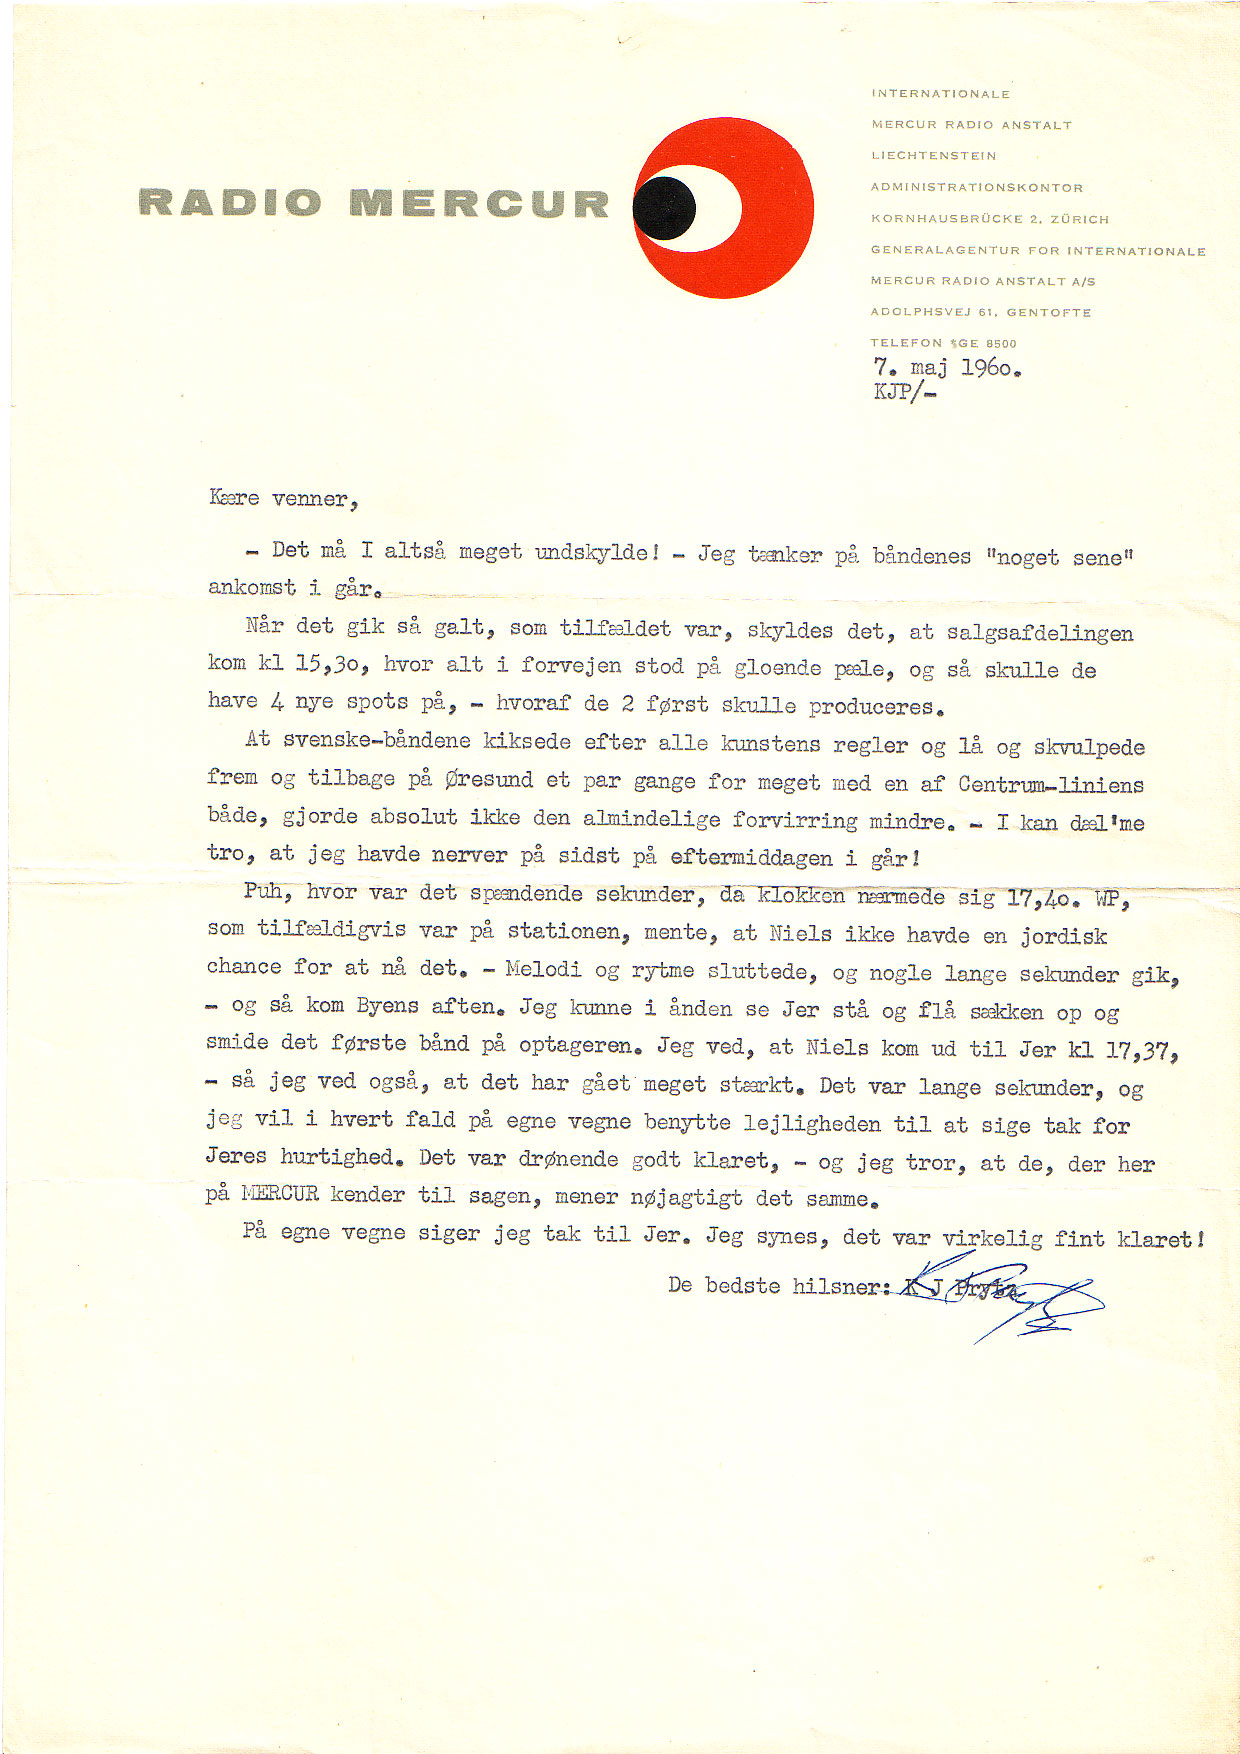 RADIO MERCUR
INTERNATIONALE
MERCUR RADIO ANSTALT
LIECHTENSTEIN
ADMINISTRATIONSKONTOR
KORNHAUSBRÜCKE 2, ZÜRICH
GENERALAGENTUR FOR INTERNATIONALE
MERCUR RADIO ANSTALT A/S
ADOLPHSVEJ 61, GENTOFTE
TELEFON *GE 8500
7. maj 1960.
KJP/-
Kære venner,
- Det må I altså meget undskylde! - Jeg tænker på båndenes "noget sene"
ankomst i går.
Når det gik så galt, som tilfældet var, skyldes det, at salgsafdelingen
kom kl 15,30, hvor alt i forvejen stod på gloende pæle, og så skulle de
have 4 nye spots på, - hvoraf de 2 først skulle produceres.
At svenske-båndene kiksede efter alle kunstens regler og lå og skvulpede
frem og tilbage på Øresund et par gange for meget med en af Centrum-liniens
både, gjorde absolut ikke den almindelige forvirring mindre. - I kan dæl'me
tro, at jeg havde nerver på sidst på eftermiddagen i går!
Puh, hvor var det spændende sekunder, da klokken nærmede sig 17,40. WP,
som tilfældigvis var på stationen, mente, at Niels ikke havde en jordisk
chance for at nå det. - Melodi og rytme sluttede, og nogle lange sekunder gik,
- og så kom Byens aften. Jeg kunne i ånden se Jer stå og flå sækken op og
smide det første bånd på optageren. Jeg ved, at Niels kom ud til Jer kl 17,37,
- så jeg ved også, at det har gået meget stærkt. Det var lange sekunder, og
jeg vil i hvert fald på egne vegne benytte lejligheden til at sige tak for
Jeres hurtighed. Det var drønende godt klaret, - og jeg tror, at de, der her
på MERCUR kender til sagen, mener nøjagtigt det samme.
På egne vegne siger jeg tak til Jer. Jeg synes, det var virkelig fint klaret!
De bedste hilsner: K J Prytz